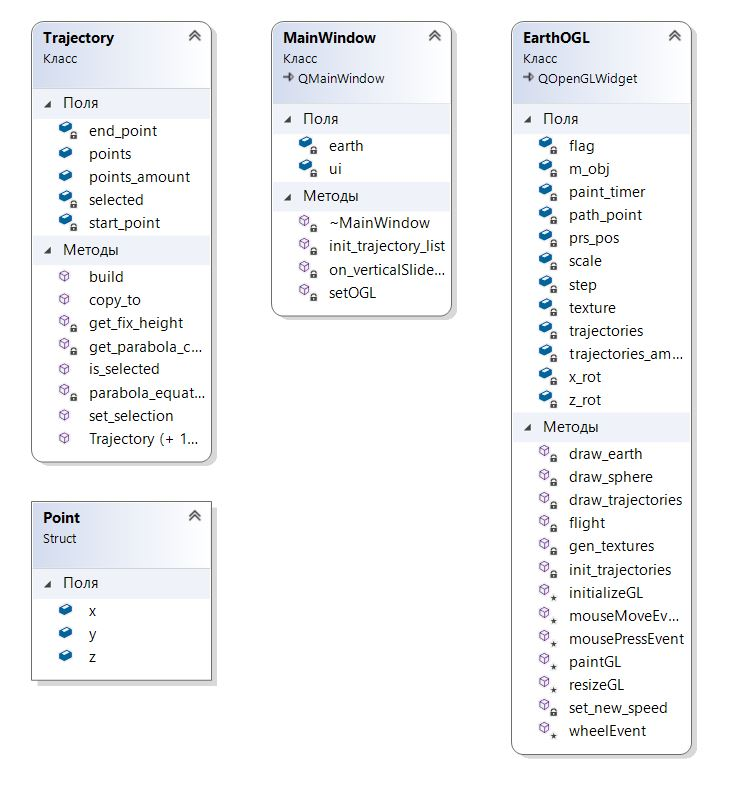 Trajectory
Класс
Поля
end_point
points
points_amount
selected
start_point
Методы
build
copy_to
get_fix_height
get_parabola_c...
is_selected
parabola_equat...
set_selection
Trajectory (+ 1...
Point
Struct
Поля
x
y
z
MainWindow
Класс
QMainWindow
Поля
earth
ui
Методы
~MainWindow
init_trajectory_list
on_verticalSlide...
setOGL
EarthOGL
Класс
QOpenGLWidget
Поля
flag
m_obj
paint_timer
path_point
prs_pos
scale
step
texture
trajectories
trajectories_am...
x_rot
z_rot
Методы
draw_earth
draw_sphere
draw_trajectories
flight
gen_textures
init_trajectories
initializeGL
mouseMoveEv...
mousePressEvent
paintGL
resizeGL
set_new_speed
wheelEvent